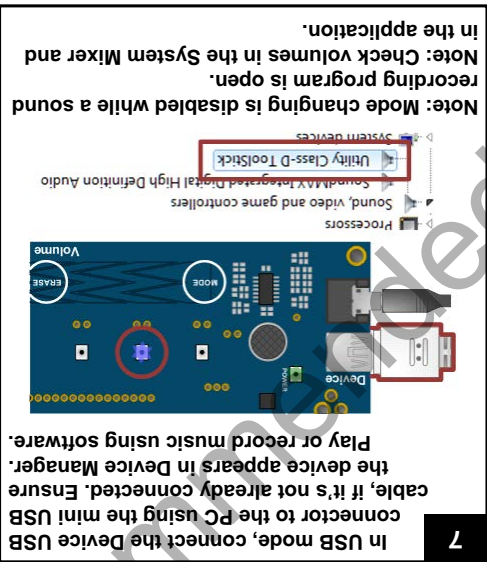 7
In USB mode, connect the Device USB
connector to the PC using the mini USB
cable, if it's not already connected. Ensure
the device appears in Device Manager.
Play or record music using software.
Device
POWER
MODE
ERASE
Volume
Processors
Sound, video and game controllers
SoundMAX Integrated Digital High Definition Audio
Utility Class-D ToolStick
System devices
Note: Mode changing is disabled while a sound
recording program is open.
Note: Check volumes in the System Mixer and
in the application.
mmended